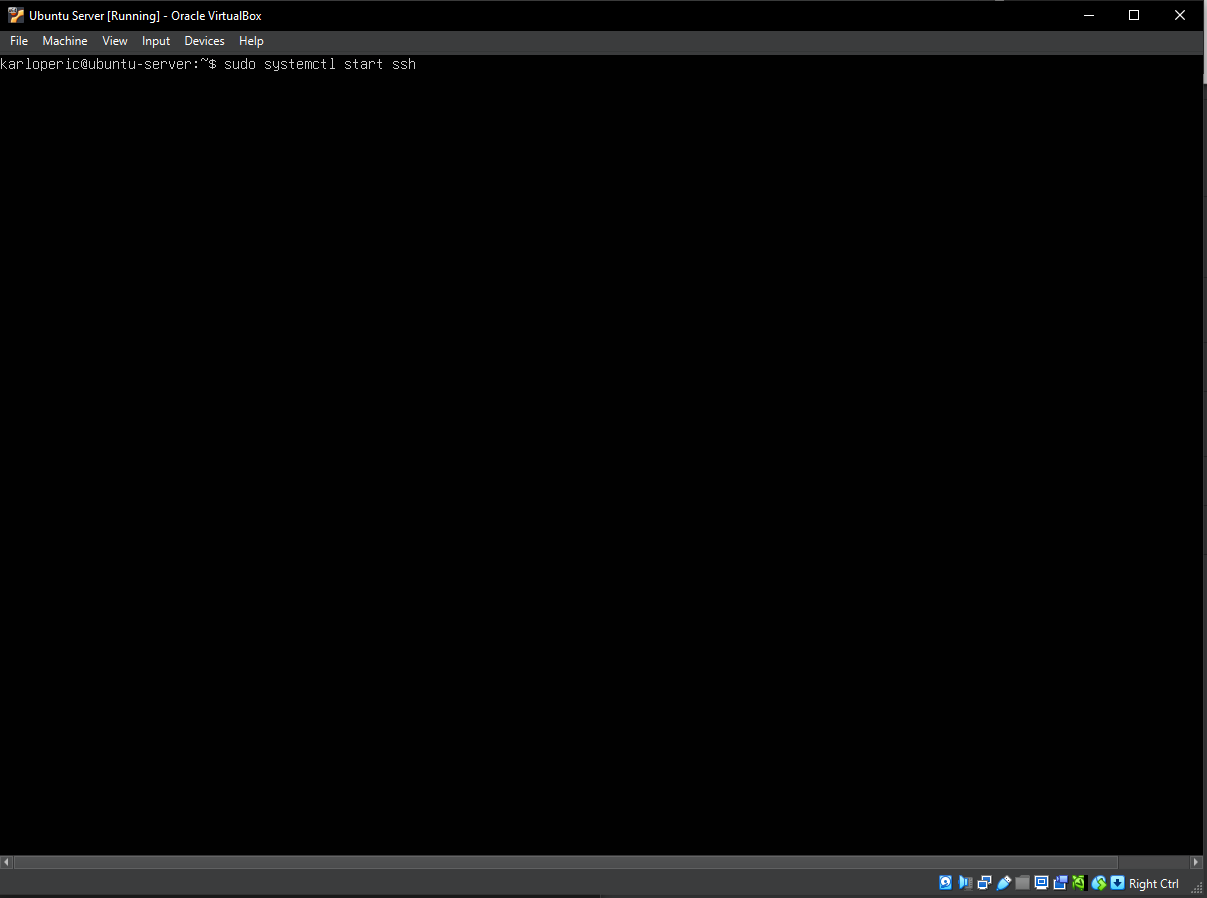 Ubuntu Server [Running] - Oracle VirtualBox
File Machine View Input Devices Help
karloperic@ubuntu-server:~$ sudo systemctl start ssh
Right Ctrl